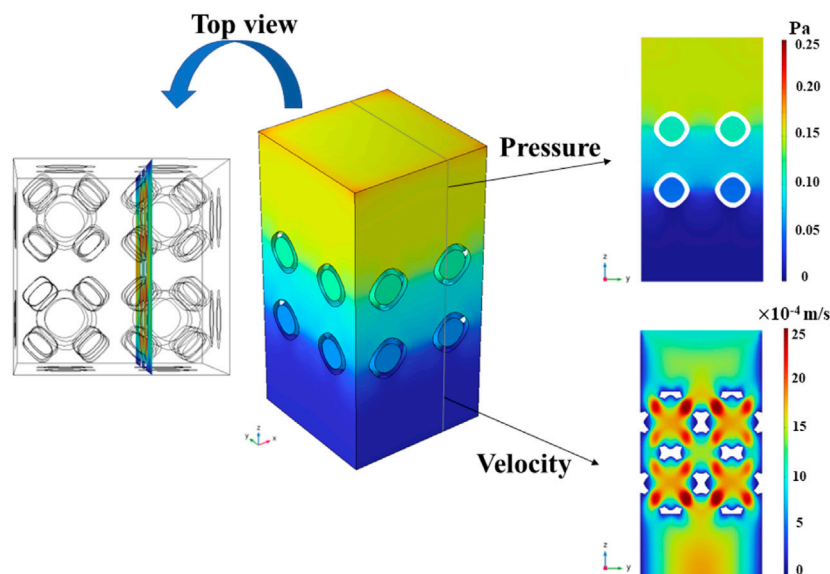 Top view
Pressure
Velocity
Pa
0.25
0.20
0.15
0.10
0.05
0
z
y
×10⁻⁴ m/s
25
20
15
10
5
0
z
y
z
y
x